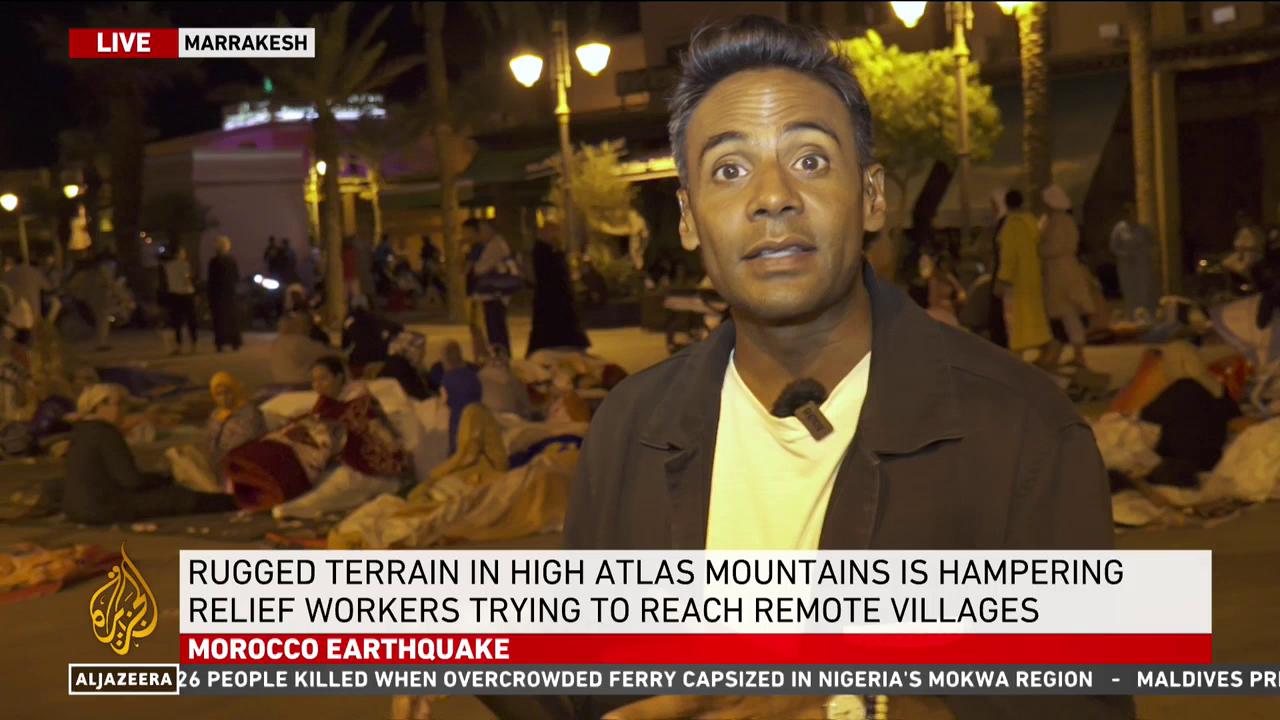 LIVE MARRAKESH
RUGGED TERRAIN IN HIGH ATLAS MOUNTAINS IS HAMPERING
RELIEF WORKERS TRYING TO REACH REMOTE VILLAGES
MOROCCO EARTHQUAKE
ALJAZEERA 26 PEOPLE KILLED WHEN OVERCROWDED FERRY CAPSIZED IN NIGERIA'S MOKWA REGION - MALDIVES